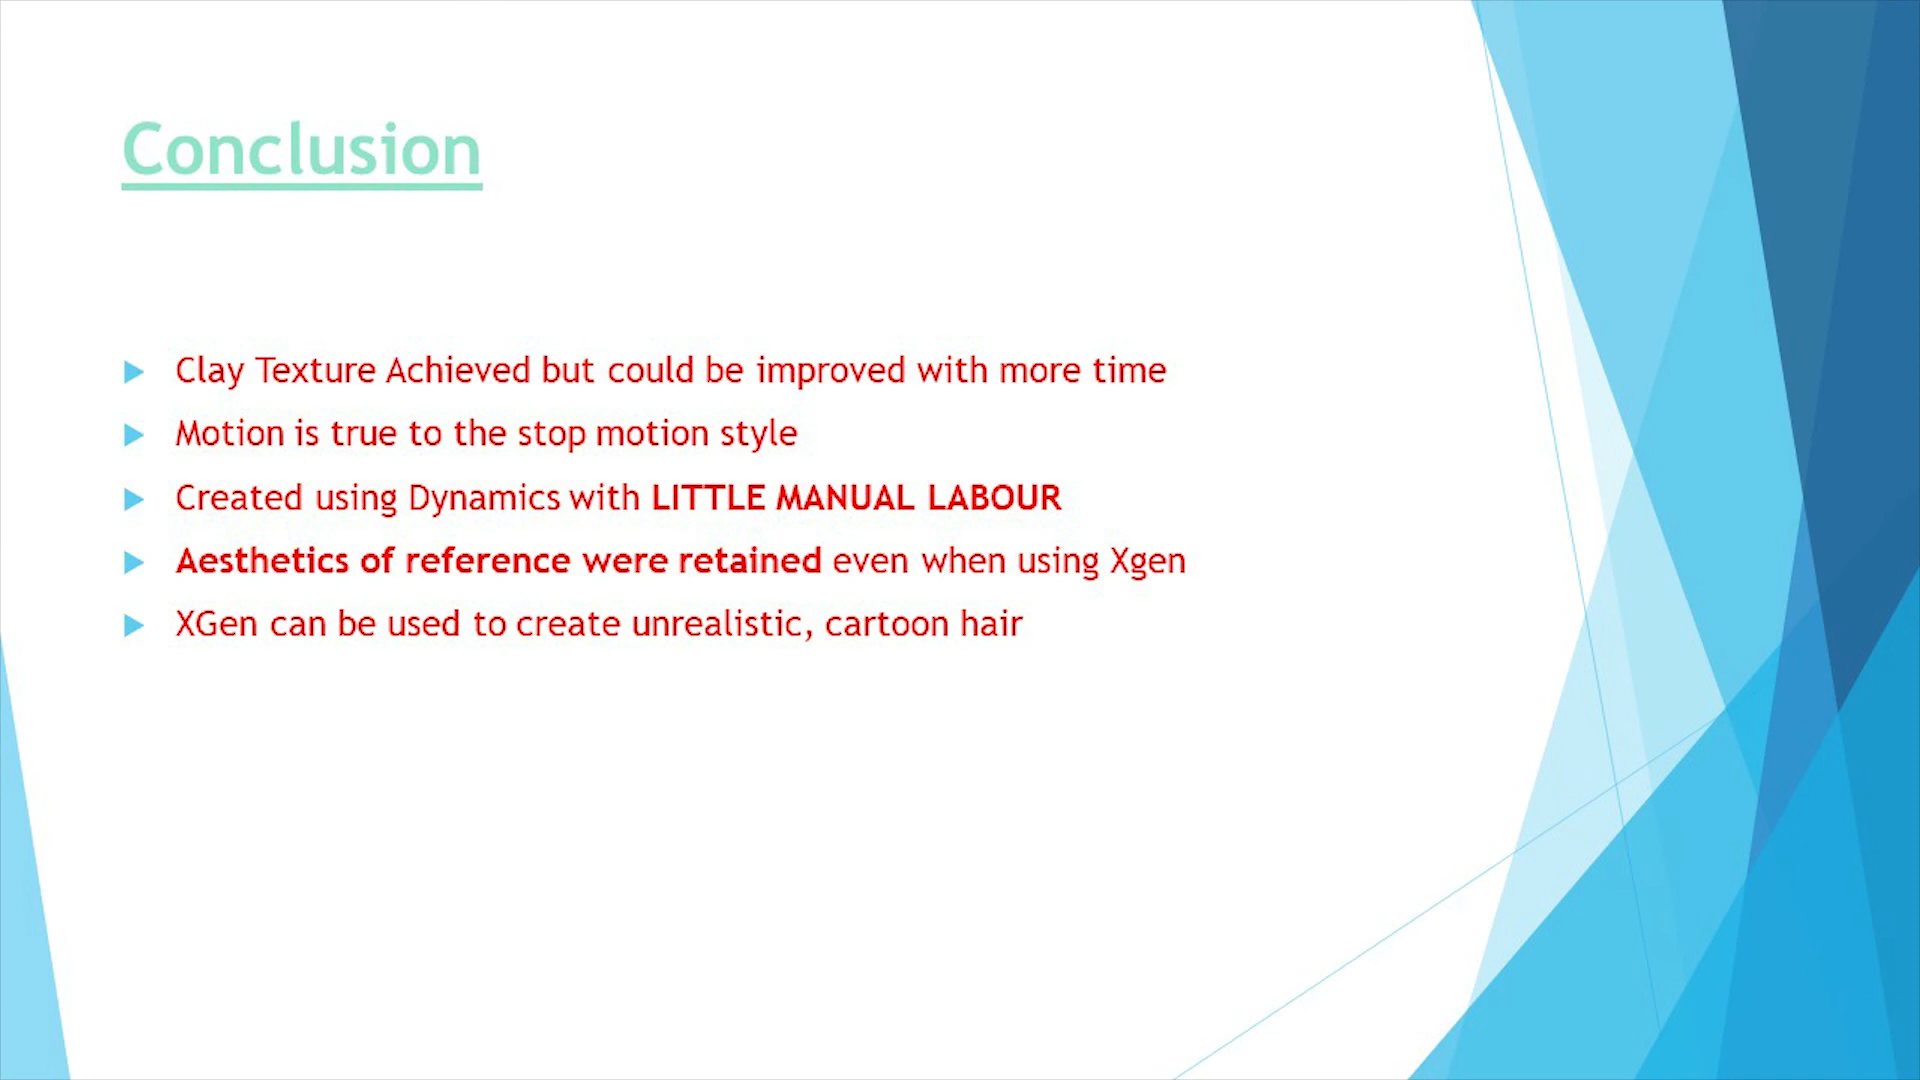 Conclusion
Clay Texture Achieved but could be improved with more time
Motion is true to the stop motion style
Created using Dynamics with LITTLE MANUAL LABOUR
Aesthetics of reference were retained even when using Xgen
XGen can be used to create unrealistic, cartoon hair